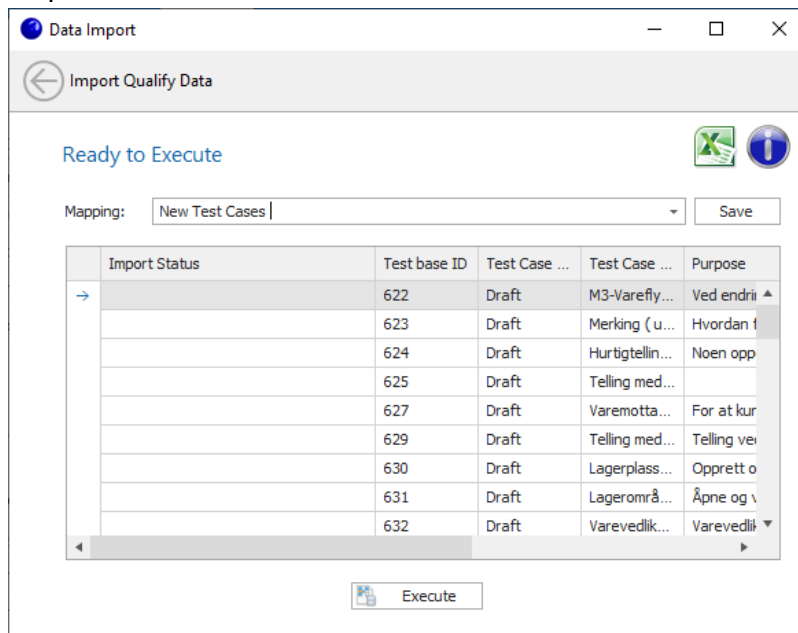 Data Import
Import Qualify Data
Ready to Execute
Mapping: New Test Cases Save
Import Status Test base ID Test Case ... Test Case ... Purpose
622 Draft M3-Varefly... Ved endrin
623 Draft Merking ( u... Hvordan f
624 Draft Hurtigtellin... Noen opp
625 Draft Telling med...
627 Draft Varemotta... For at kun
629 Draft Telling med... Telling ve
630 Draft Lagerplass... Opprett o
631 Draft Lagerområ... Åpne og v
632 Draft Varevedlik... Varevedlik
Execute